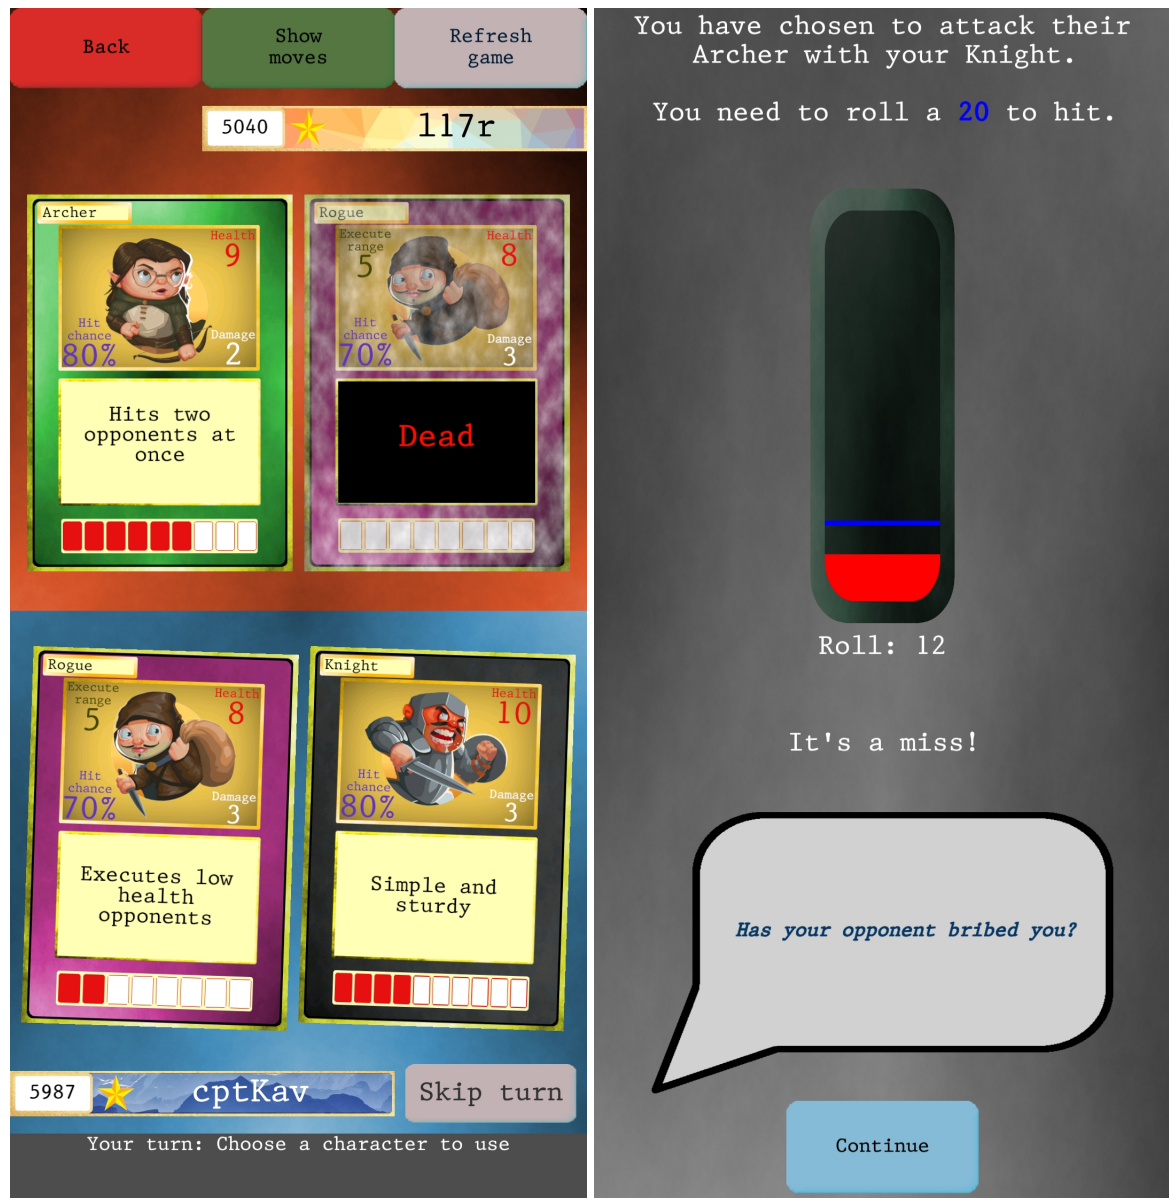 Back
Show
moves
Refresh
game
5040
ll7r
Archer
Health
9
Hit
chance
80%
Damage
2
Hits two
opponents at
once
Rogue
Execute
range
5
Health
8
Hit
chance
70%
Damage
3
Dead
Rogue
Execute
range
5
Health
8
Hit
chance
70%
Damage
3
Executes low
health
opponents
Knight
Health
10
Hit
chance
80%
Damage
3
Simple and
sturdy
5987
cptKav
Skip turn
Your turn: Choose a character to use
You have chosen to attack their
Archer with your Knight.
You need to roll a 20 to hit.
Roll: 12
It's a miss!
Has your opponent bribed you?
Continue